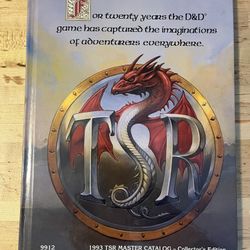 For twenty years the D&D®
game has captured the imaginations
of adventurers everywhere.
TSR
9912 1993 TSR MASTER CATALOG – Collector's Edition